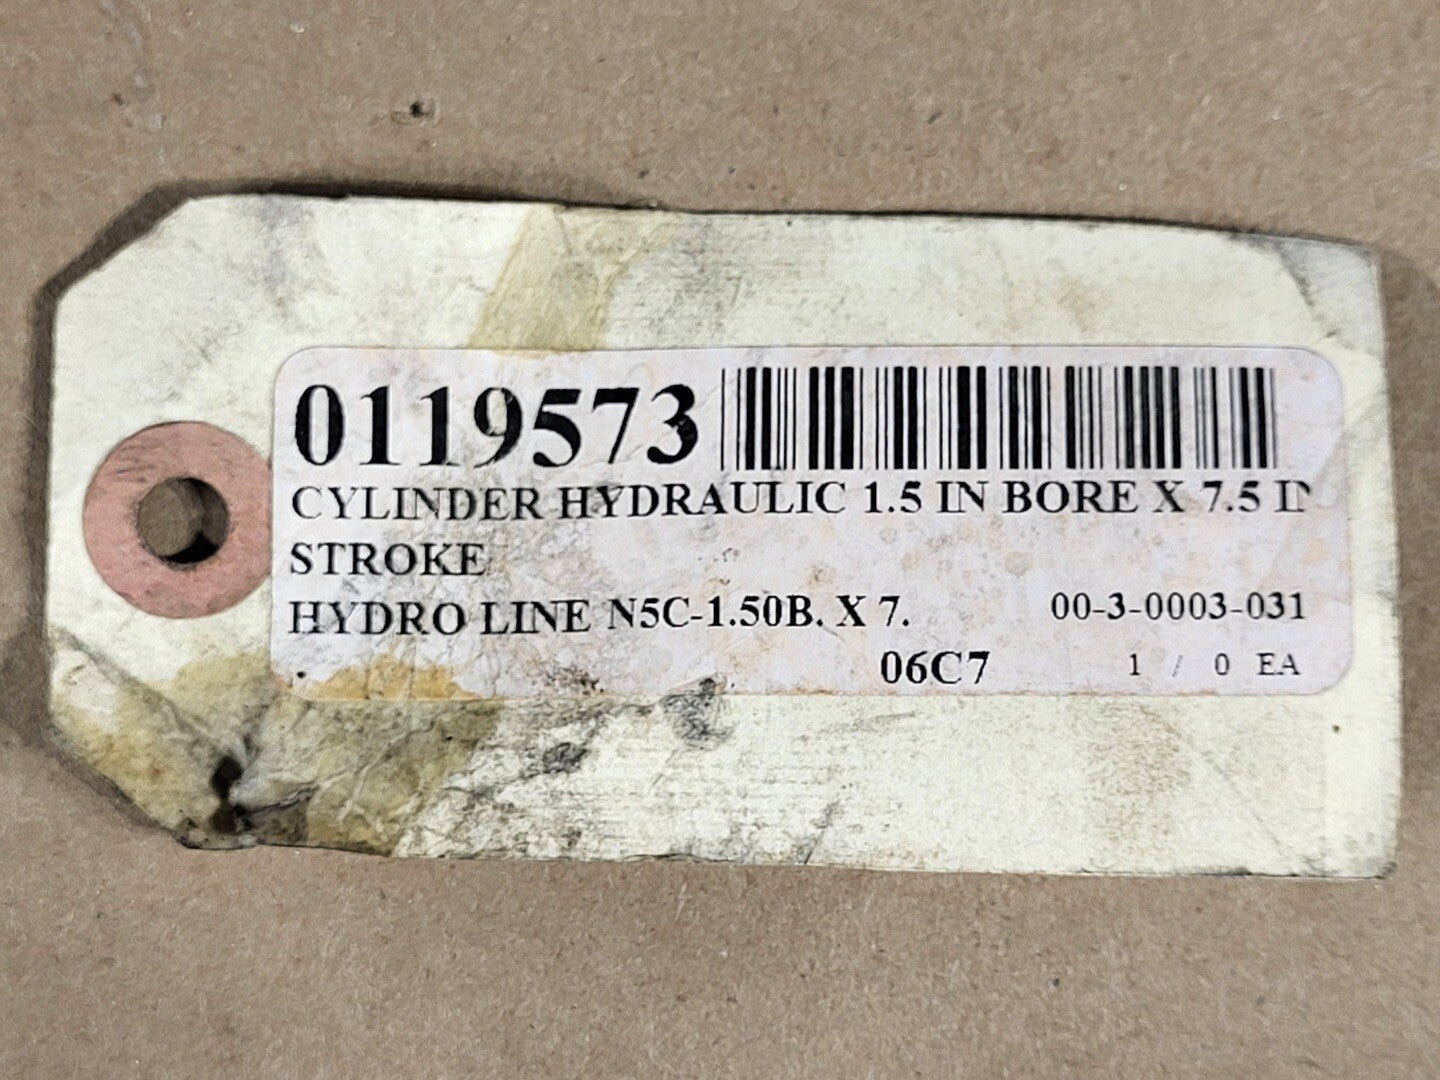 0119573
CYLINDER HYDRAULIC 1.5 IN BORE X 7.5 IN
STROKE
HYDRO LINE N5C-1.50B. X 7. 00-3-0003-031
06C7 1 / 0 EA